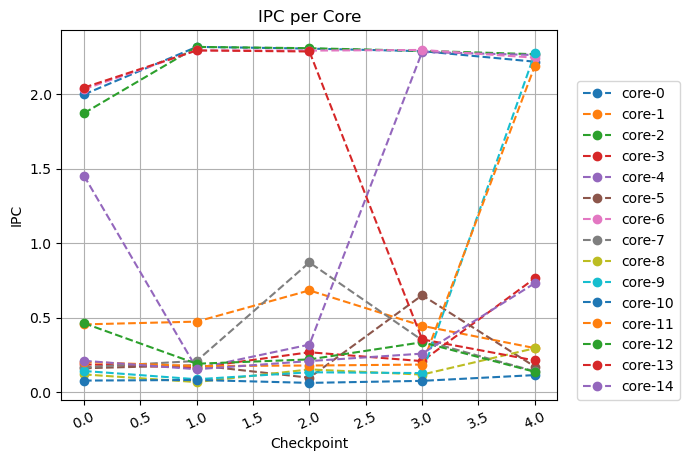 IPC per Core
IPC
2.0
1.5
1.0
0.5
0.0
0.0
0.5
1.0
1.5
2.0
2.5
3.0
3.5
4.0
Checkpoint
core-0
core-1
core-2
core-3
core-4
core-5
core-6
core-7
core-8
core-9
core-10
core-11
core-12
core-13
core-14